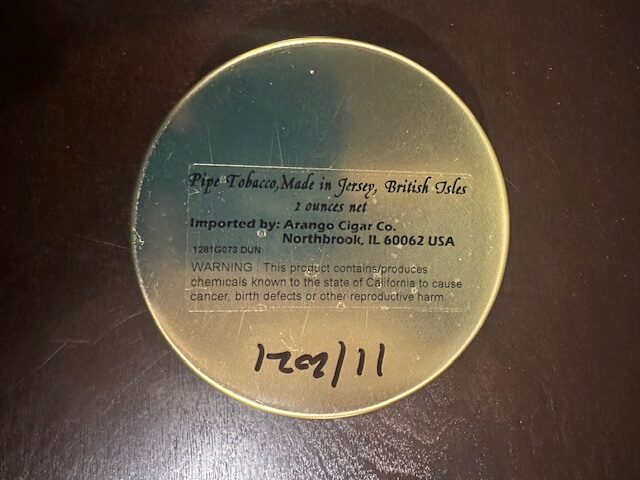 Pipe Tobacco, Made in Jersey, British Isles
2 ounces net
Imported by: Arango Cigar Co.
Northbrook, IL 60062 USA
1281G073 DUN
WARNING: This product contains/produces
chemicals known to the state of California to cause
cancer, birth defects or other reproductive harm.
11/2021